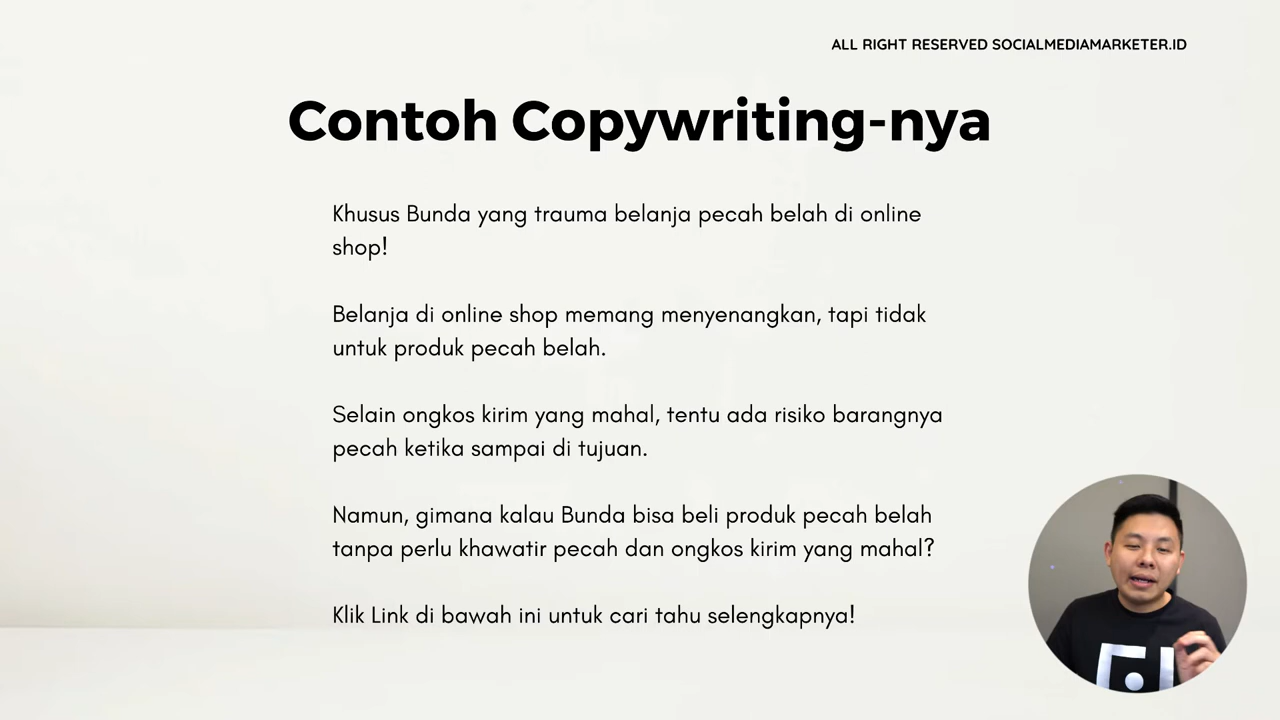 ALL RIGHT RESERVED SOCIALMEDIAMARKETER.ID
Contoh Copywriting-nya
Khusus Bunda yang trauma belanja pecah belah di online
shop!
Belanja di online shop memang menyenangkan, tapi tidak
untuk produk pecah belah.
Selain ongkos kirim yang mahal, tentu ada risiko barangnya
pecah ketika sampai di tujuan.
Namun, gimana kalau Bunda bisa beli produk pecah belah
tanpa perlu khawatir pecah dan ongkos kirim yang mahal?
Klik Link di bawah ini untuk cari tahu selengkapnya!